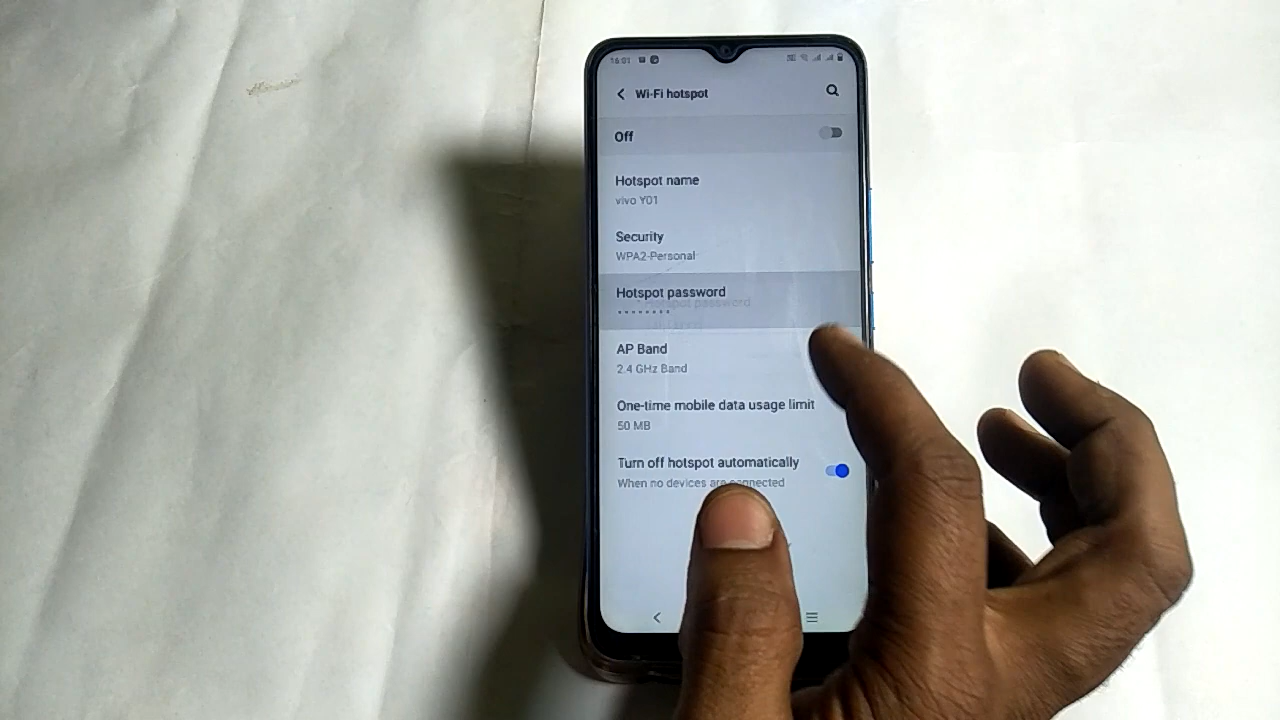 16:01
Wi-Fi hotspot
Off
Hotspot name
vivo Y01
Security
WPA2-Personal
Hotspot password
••••••••
Hotspot password
AP Band
2.4 GHz Band
One-time mobile data usage limit
50 MB
Turn off hotspot automatically
When no devices are connected